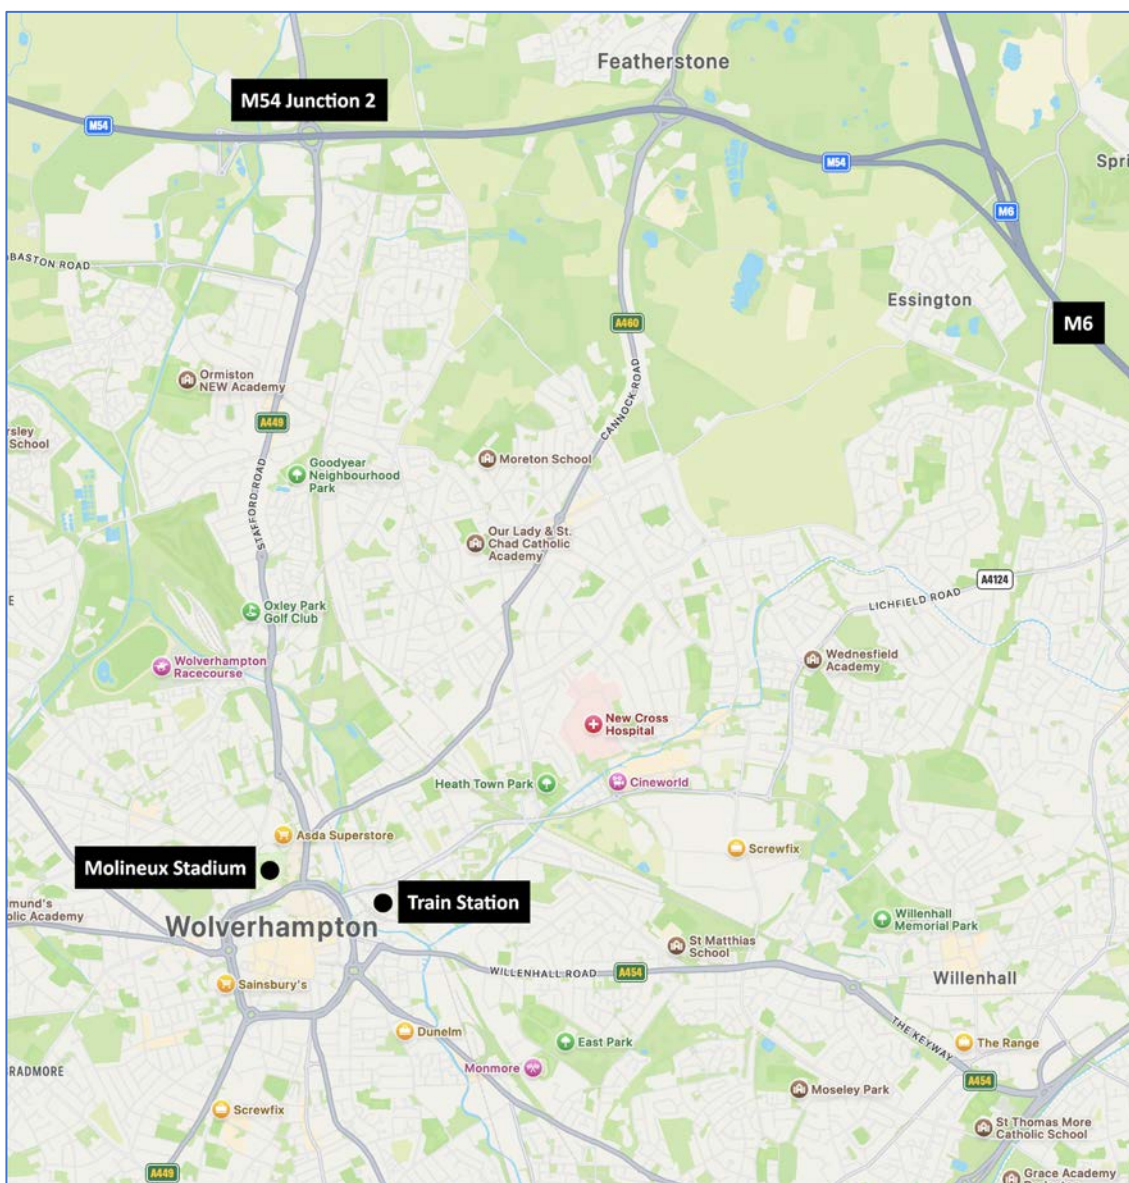 Featherstone
M54 Junction 2
M54
M54
Spri
M6
BASTON ROAD
Essington
A460
M6
Ormiston
NEW Academy
CANNOCK ROAD
A449
rsley
School
Moreton School
Goodyear
Neighbourhood
Park
STAFFORD ROAD
Our Lady & St.
Chad Catholic
Academy
A4124
LICHFIELD ROAD
E
Oxley Park
Golf Club
Wolverhampton
Racecourse
Wednesfield
Academy
New Cross
Hospital
Heath Town Park
Cineworld
Asda Superstore
Screwfix
Molineux Stadium
Train Station
mund's
olic Academy
Wolverhampton
Willenhall
Memorial Park
St Matthias
School
WILLENHALL ROAD
A454
Willenhall
Sainsbury's
Dunelm
East Park
THE KEYWAY
The Range
RADMORE
Monmore
A454
Moseley Park
Screwfix
St Thomas More
Catholic School
A449
Grace Academy